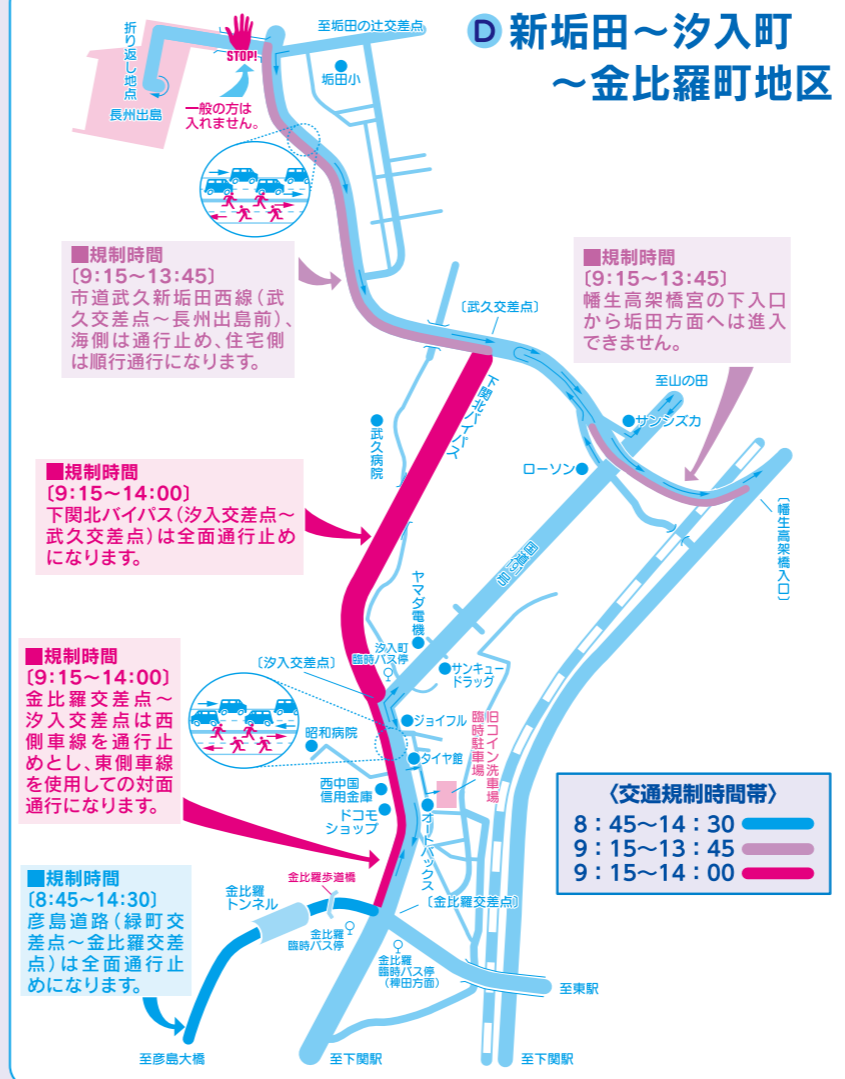 D 新垢田～汐入町
～金比羅町地区
至垢田の辻交差点
折り返し地点
STOP!
垢田小
長州出島
一般の方は
入れません。
■規制時間
〔9：15～13：45〕
市道武久新垢田西線（武
久交差点～長州出島前）、
海側は通行止め、住宅側
は順行通行になります。
■規制時間
〔9：15～13：45〕
幡生高架橋宮の下入口
から垢田方面へは進入
できません。
〔武久交差点〕
至山の田
下関北バイパス
サンシズカ
武久病院
ローソン
■規制時間
〔9：15～14：00〕
下関北バイパス（汐入交差点～
武久交差点）は全面通行止め
になります。
〔幡生高架橋入口〕
ヤマダ電機
汐入町
臨時バス停
〔汐入交差点〕
サンキュー
ドラッグ
■規制時間
〔9：15～14：00〕
金比羅交差点～
汐入交差点は西
側車線を通行止
めとし、東側車線
を使用しての対面
通行になります。
昭和病院
ジョイフル
旧コイン洗車場
臨時駐車場
タイヤ館
西中国
信用金庫
ドコモ
ショップ
オートバックス
〈交通規制時間帯〉
8：45～14：30
9：15～13：45
9：15～14：00
■規制時間
〔8：45～14：30〕
彦島道路（緑町交
差点～金比羅交差
点）は全面通行止
めになります。
金比羅
トンネル
金比羅歩道橋
〔金比羅交差点〕
金比羅
臨時バス停
金比羅
臨時バス停
（稗田方面）
至東駅
至彦島大橋
至下関駅
至下関駅